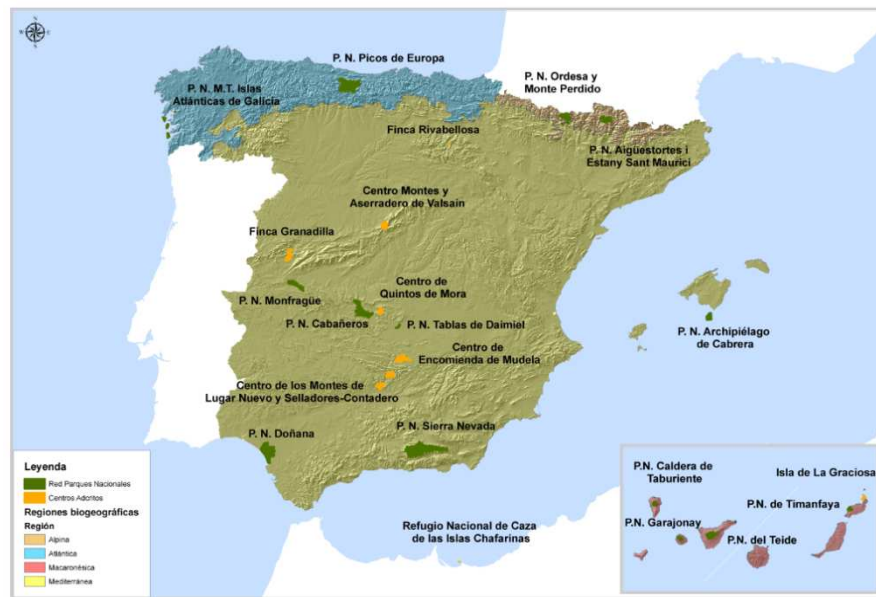 P. N. Picos de Europa
P. N. Ordesa y
Monte Perdido
P. N. M.T. Islas
Atlánticas de Galicia
Finca Rivabellosa
P. N. Aigüestortes i
Estany Sant Maurici
Centro Montes y
Aserradero de Valsaín
Finca Granadilla
Centro de
Quintos de Mora
P. N. Monfragüe
P. N. Cabañeros
P. N. Tablas de Daimiel
P. N. Archipiélago
de Cabrera
Centro de
Encomienda de Mudela
Centro de los Montes de
Lugar Nuevo y Selladores-Contadero
P. N. Doñana
P. N. Sierra Nevada
Refugio Nacional de Caza
de las Islas Chafarinas
Leyenda
Red Parques Nacionales
Centros Adcritos
Regiones biogeográficas
Región
Alpina
Atlántica
Macaronésica
Mediterránea
P.N. Caldera de
Taburiente
Isla de La Graciosa
P.N. de Timanfaya
P.N. Garajonay
P.N. del Teide